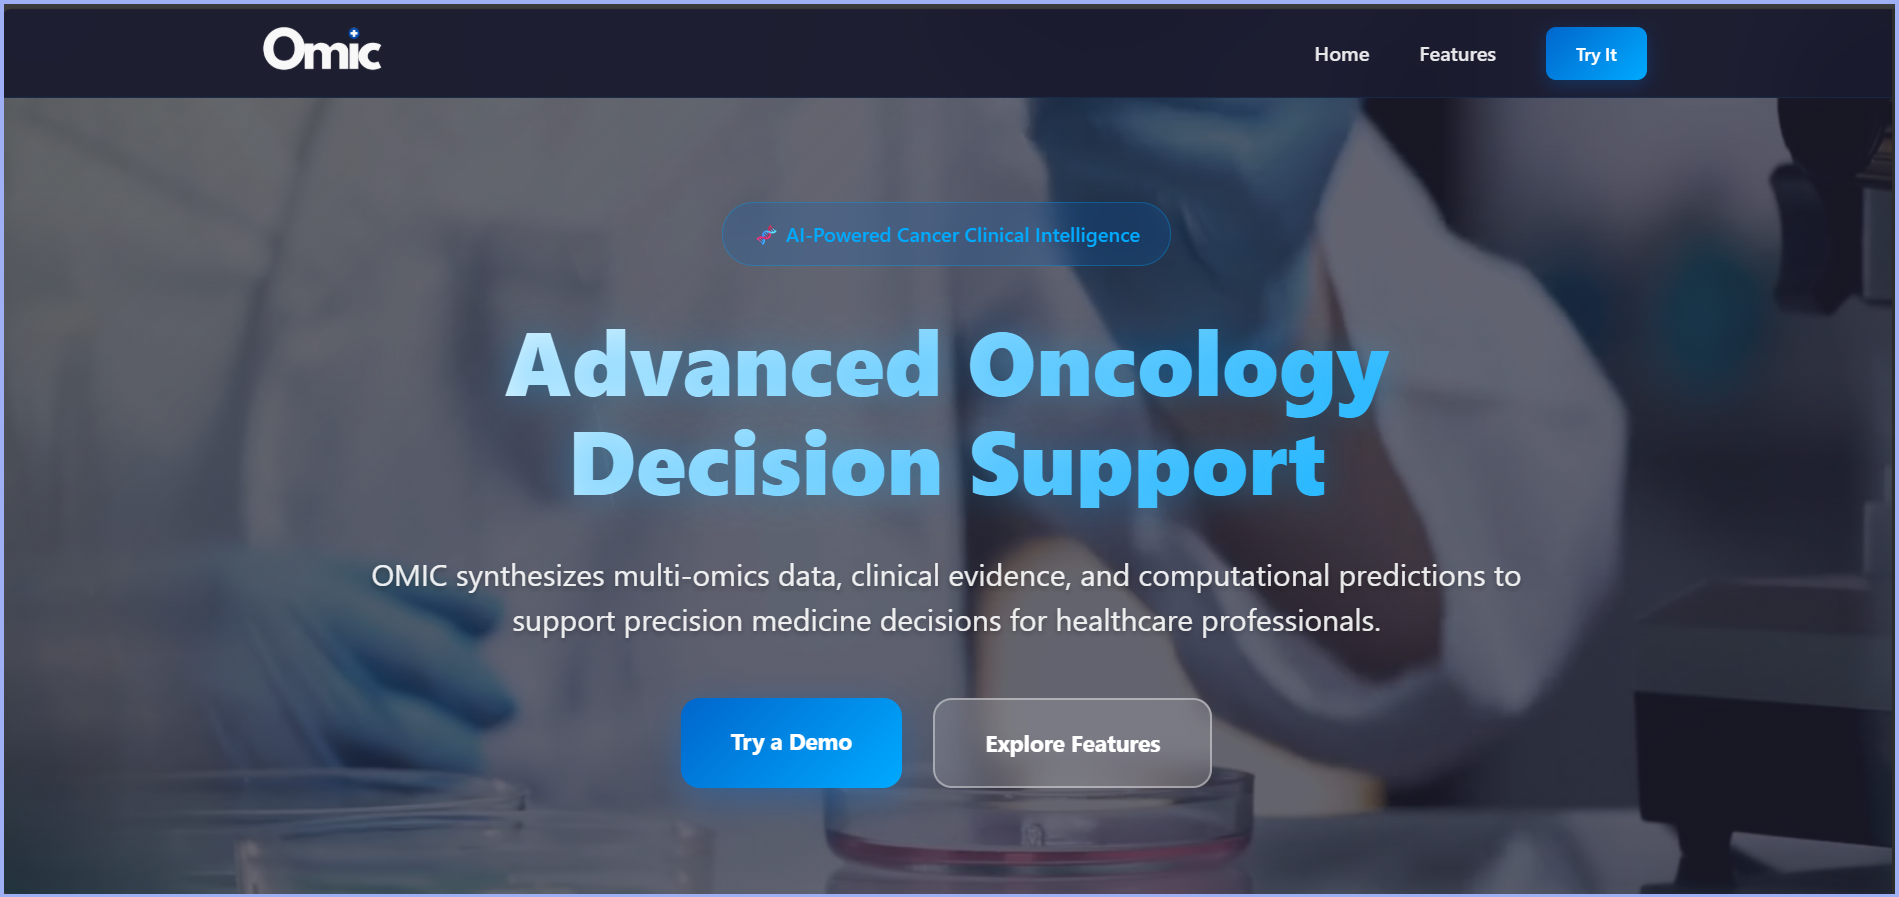 Omic
Home
Features
Try It
AI-Powered Cancer Clinical Intelligence
Advanced Oncology
Decision Support
OMIC synthesizes multi-omics data, clinical evidence, and computational predictions to
support precision medicine decisions for healthcare professionals.
Try a Demo
Explore Features